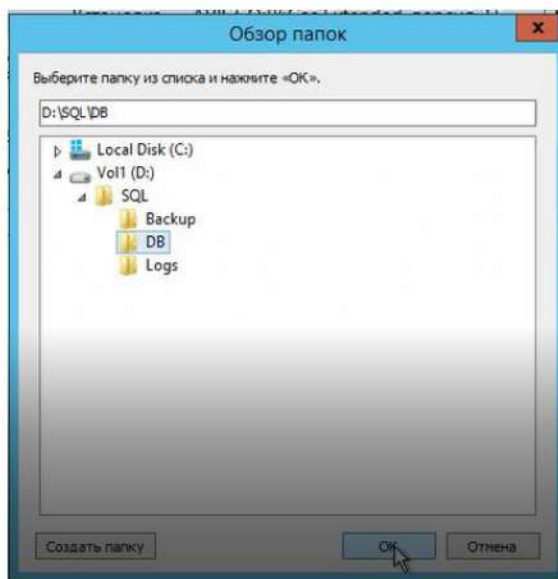 Обзор папок
x
Выберите папку из списка и нажмите «ОК».
D:\SQL\DB
Local Disk (C:)
Vol1 (D:)
SQL
Backup
DB
Logs
Создать папку
ОК
Отмена